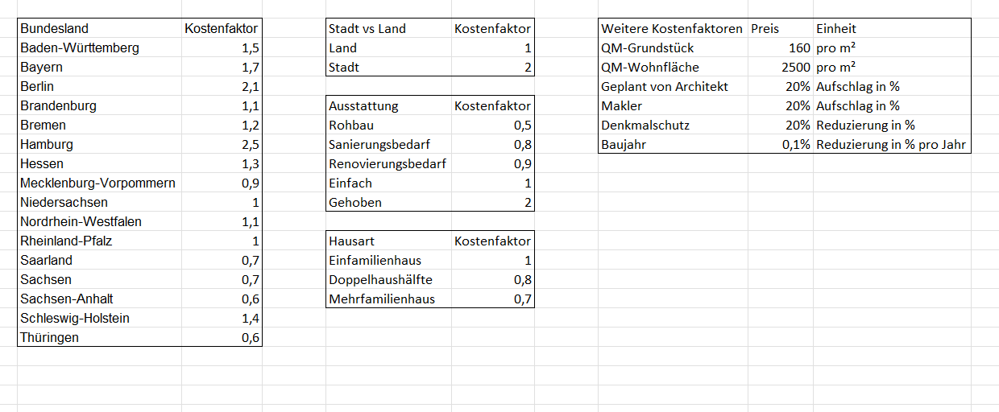 Bundesland Kostenfaktor
Baden-Württemberg 1,5
Bayern 1,7
Berlin 2,1
Brandenburg 1,1
Bremen 1,2
Hamburg 2,5
Hessen 1,3
Mecklenburg-Vorpommern 0,9
Niedersachsen 1
Nordrhein-Westfalen 1,1
Rheinland-Pfalz 1
Saarland 0,7
Sachsen 0,7
Sachsen-Anhalt 0,6
Schleswig-Holstein 1,4
Thüringen 0,6
Stadt vs Land Kostenfaktor
Land 1
Stadt 2
Ausstattung Kostenfaktor
Rohbau 0,5
Sanierungsbedarf 0,8
Renovierungsbedarf 0,9
Einfach 1
Gehoben 2
Hausart Kostenfaktor
Einfamilienhaus 1
Doppelhaushälfte 0,8
Mehrfamilienhaus 0,7
Weitere Kostenfaktoren Preis Einheit
QM-Grundstück 160 pro m²
QM-Wohnfläche 2500 pro m²
Geplant von Architekt 20% Aufschlag in %
Makler 20% Aufschlag in %
Denkmalschutz 20% Reduzierung in %
Baujahr 0,1% Reduzierung in % pro Jahr